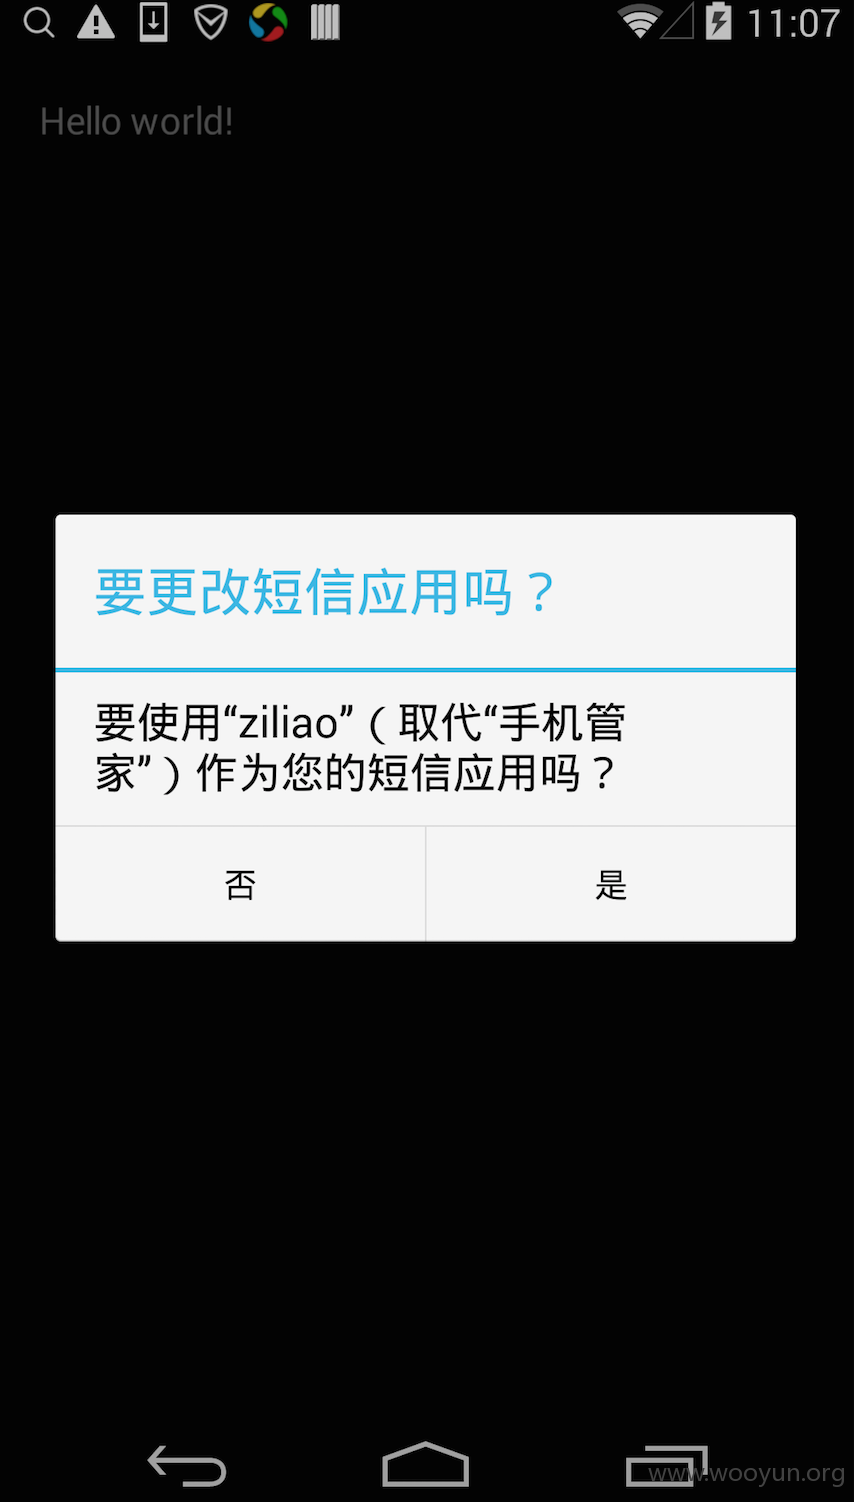 11:07
Hello world!
要更改短信应用吗？
要使用“ziliao”（取代“手机管
家”）作为您的短信应用吗？
否
是
www.wooyun.org